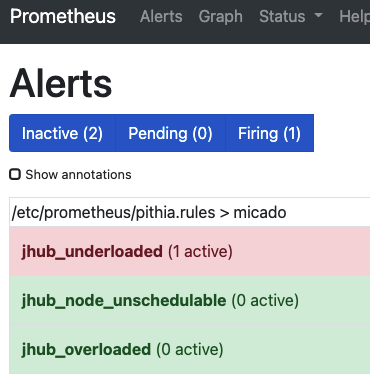 Prometheus Alerts Graph Status Help
Alerts
Inactive (2) Pending (0) Firing (1)
Show annotations
/etc/prometheus/pithia.rules > micado
jhub_underloaded (1 active)
jhub_node_unschedulable (0 active)
jhub_overloaded (0 active)